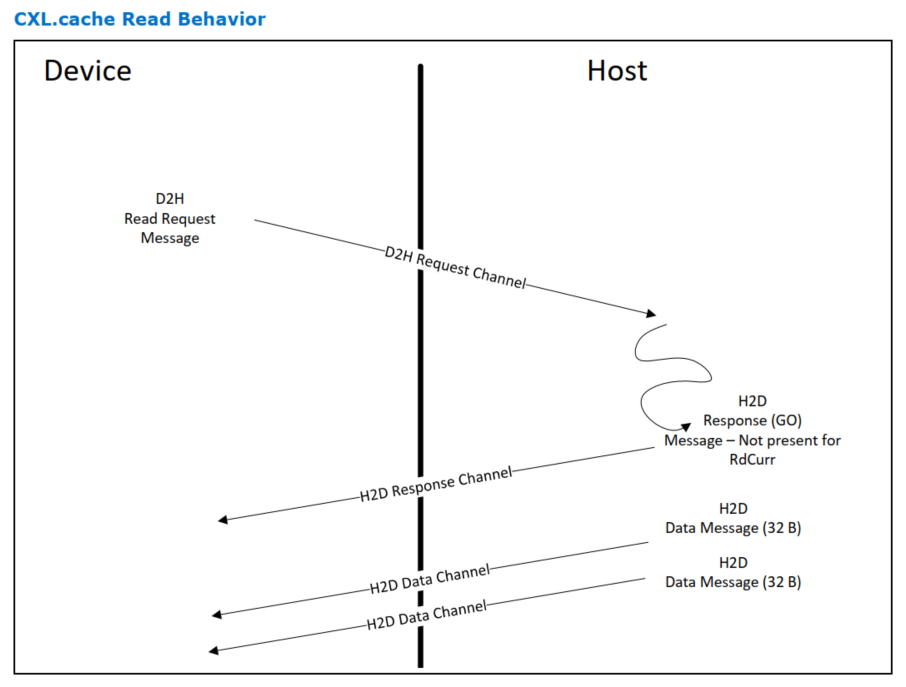 CXL.cache Read Behavior
Device
Host
D2H
Read Request
Message
D2H Request Channel
H2D
Response (GO)
Message – Not present for
RdCurr
H2D Response Channel
H2D
Data Message (32 B)
H2D Data Channel
H2D
Data Message (32 B)
H2D Data Channel